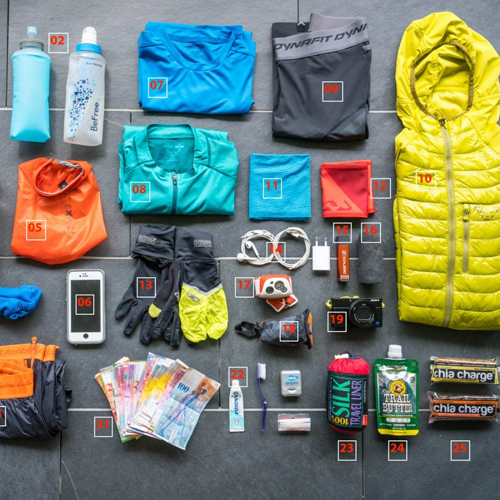 02
BeFree
07
DYNAFIT DYNA
09
10
08
11
12
05
14
15
16
13
06
17
18
19
21
100
22
SILK
TRAVEL LINER
100%
TRAIL
BUTTER
chia charge
chia charge
23
24
25